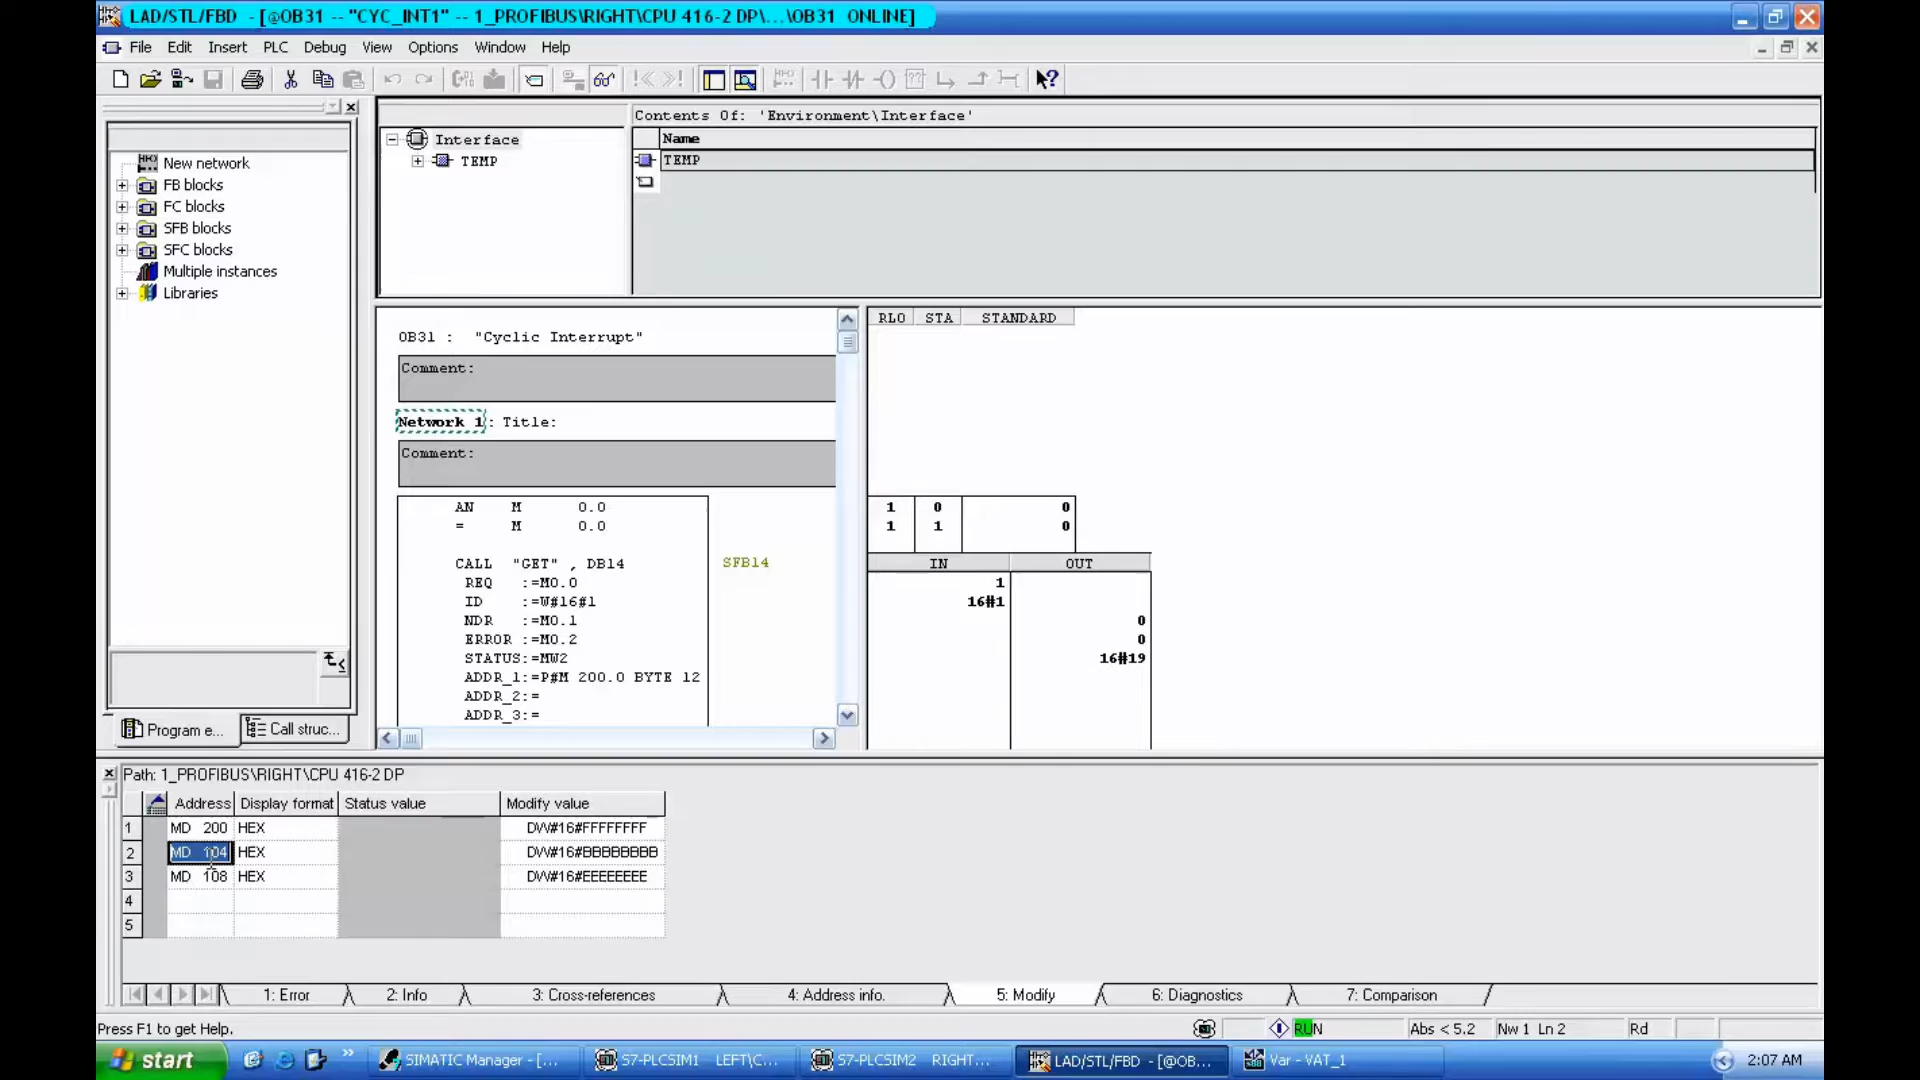 LAD/STL/FBD - [@OB31 -- "CYC_INT1" -- 1_PROFIBUS\RIGHT\CPU 416-2 DP\...\OB31 ONLINE]
File Edit Insert PLC Debug View Options Window Help
New network
FB blocks
FC blocks
SFB blocks
SFC blocks
Multiple instances
Libraries
Program e...
Call struc...
Interface
TEMP
Contents Of: 'Environment\Interface'
Name
TEMP
OB31 : "Cyclic Interrupt"
Comment:
Network 1: Title:
Comment:
AN M 0.0
= M 0.0
CALL "GET" , DB14 SFB14
REQ :=M0.0
ID :=W#16#1
NDR :=M0.1
ERROR :=M0.2
STATUS:=MW2
ADDR_1:=P#M 200.0 BYTE 12
ADDR_2:=
ADDR_3:=
RLO STA STANDARD
1 0 0
1 1 0
IN OUT
1
16#1
0
0
16#19
Path: 1_PROFIBUS\RIGHT\CPU 416-2 DP
Address Display format Status value Modify value
1 MD 200 HEX DW#16#FFFFFFFF
2 MD 104 HEX DW#16#BBBBBBBB
3 MD 108 HEX DW#16#EEEEEEEE
4
5
1: Error 2: Info 3: Cross-references 4: Address info. 5: Modify 6: Diagnostics 7: Comparison
Press F1 to get Help. RUN Abs < 5.2 Nw 1 Ln 2 Rd
start SIMATIC Manager - [... S7-PLCSIM1 LEFT\C... S7-PLCSIM2 RIGHT... LAD/STL/FBD - [@OB... Var - VAT_1 2:07 AM